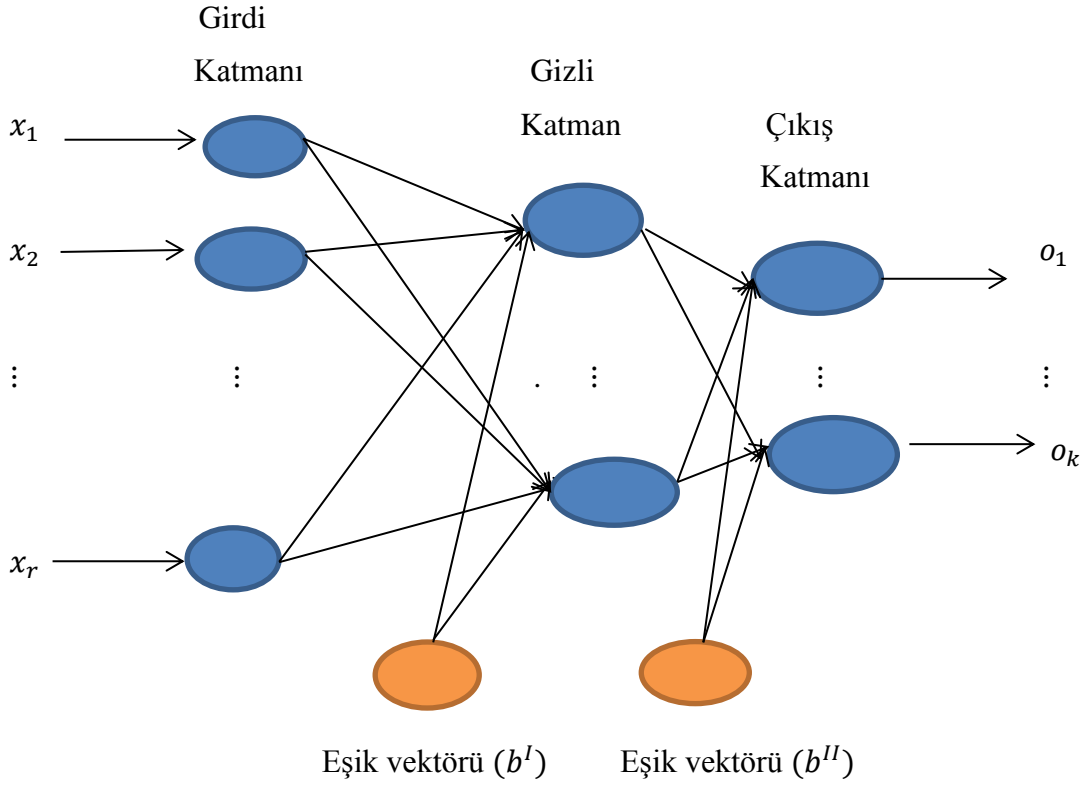 Girdi
Katmanı
Gizli
Katman
Çıkış
Katmanı
x₁
x₂
⋮
x_r
⋮
. ⋮
⋮
o₁
⋮
o_k
Eşik vektörü (b^I)
Eşik vektörü (b^{II})